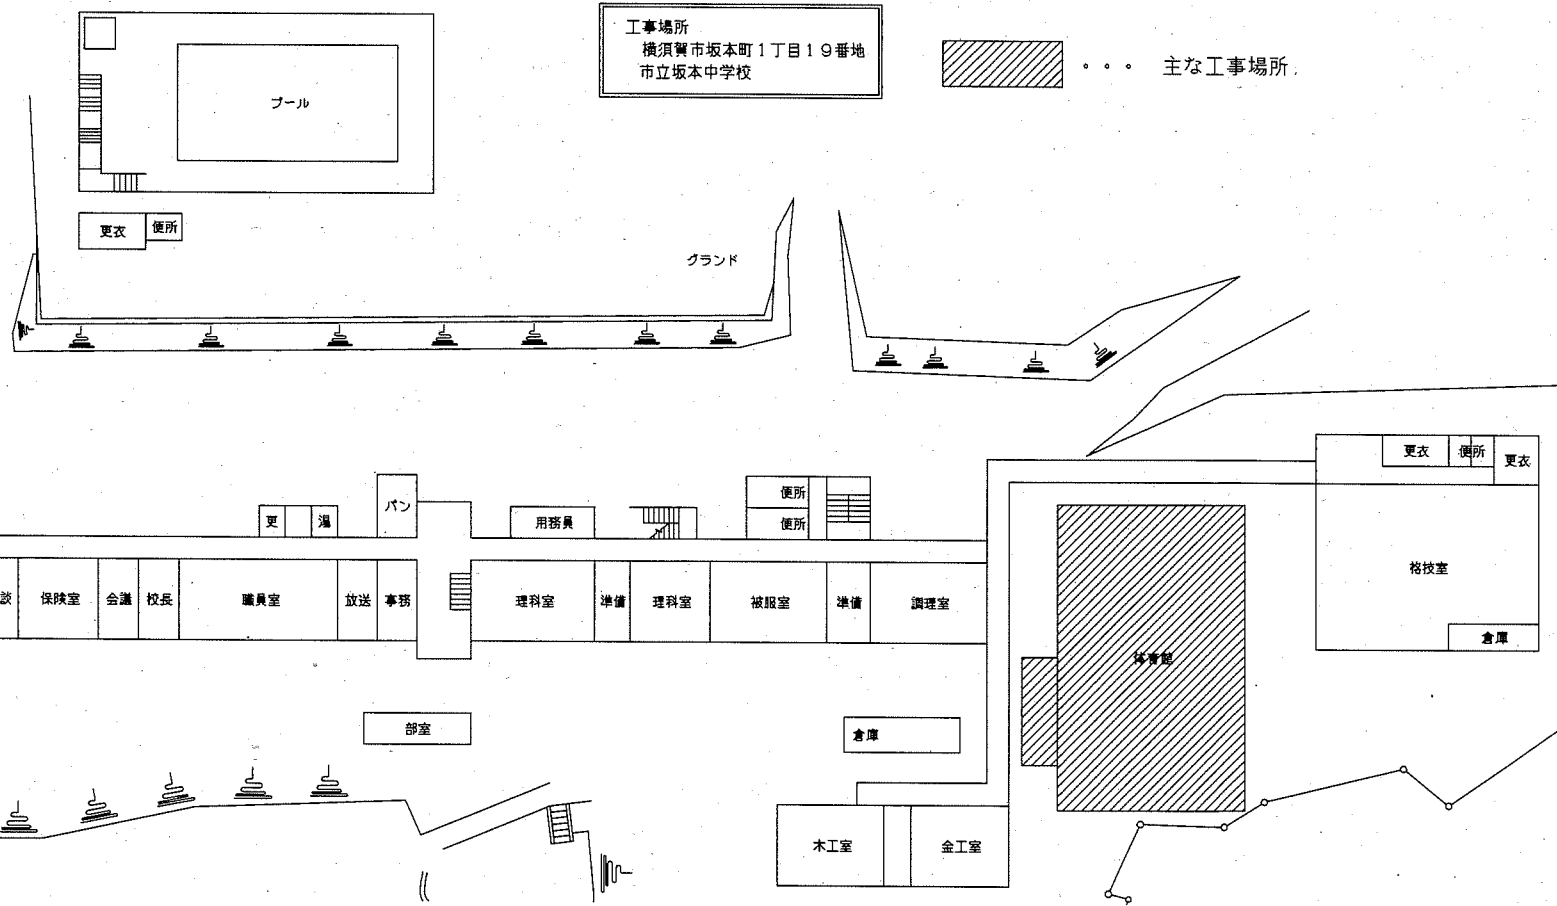 工事場所
横須賀市坂本町1丁目19番地
市立坂本中学校
・・・ 主な工事場所
プール
更衣
便所
グランド
更衣
便所
更衣
パン
便所
更
湯
用務員
便所
格技室
談
保険室
会議
校長
職員室
放送
事務
理科室
準備
理科室
被服室
準備
調理室
倉庫
体育館
部室
倉庫
木工室
金工室